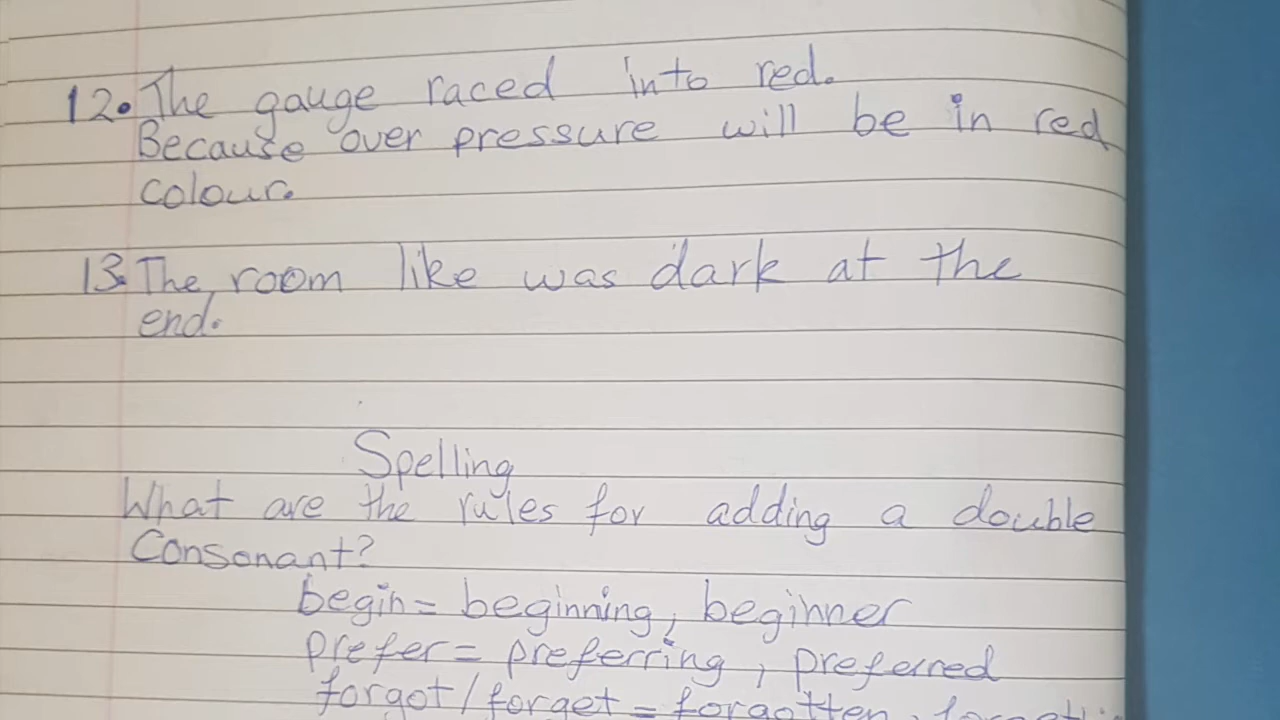 12. The gauge raced into red.
Because over pressure will be in red
colour.
13. The room like was dark at the
end.
Spelling
What are the rules for adding a double
Consonant?
begin = beginning, beginner
prefer = preferring, preferred
forgot/forget = forgotten,